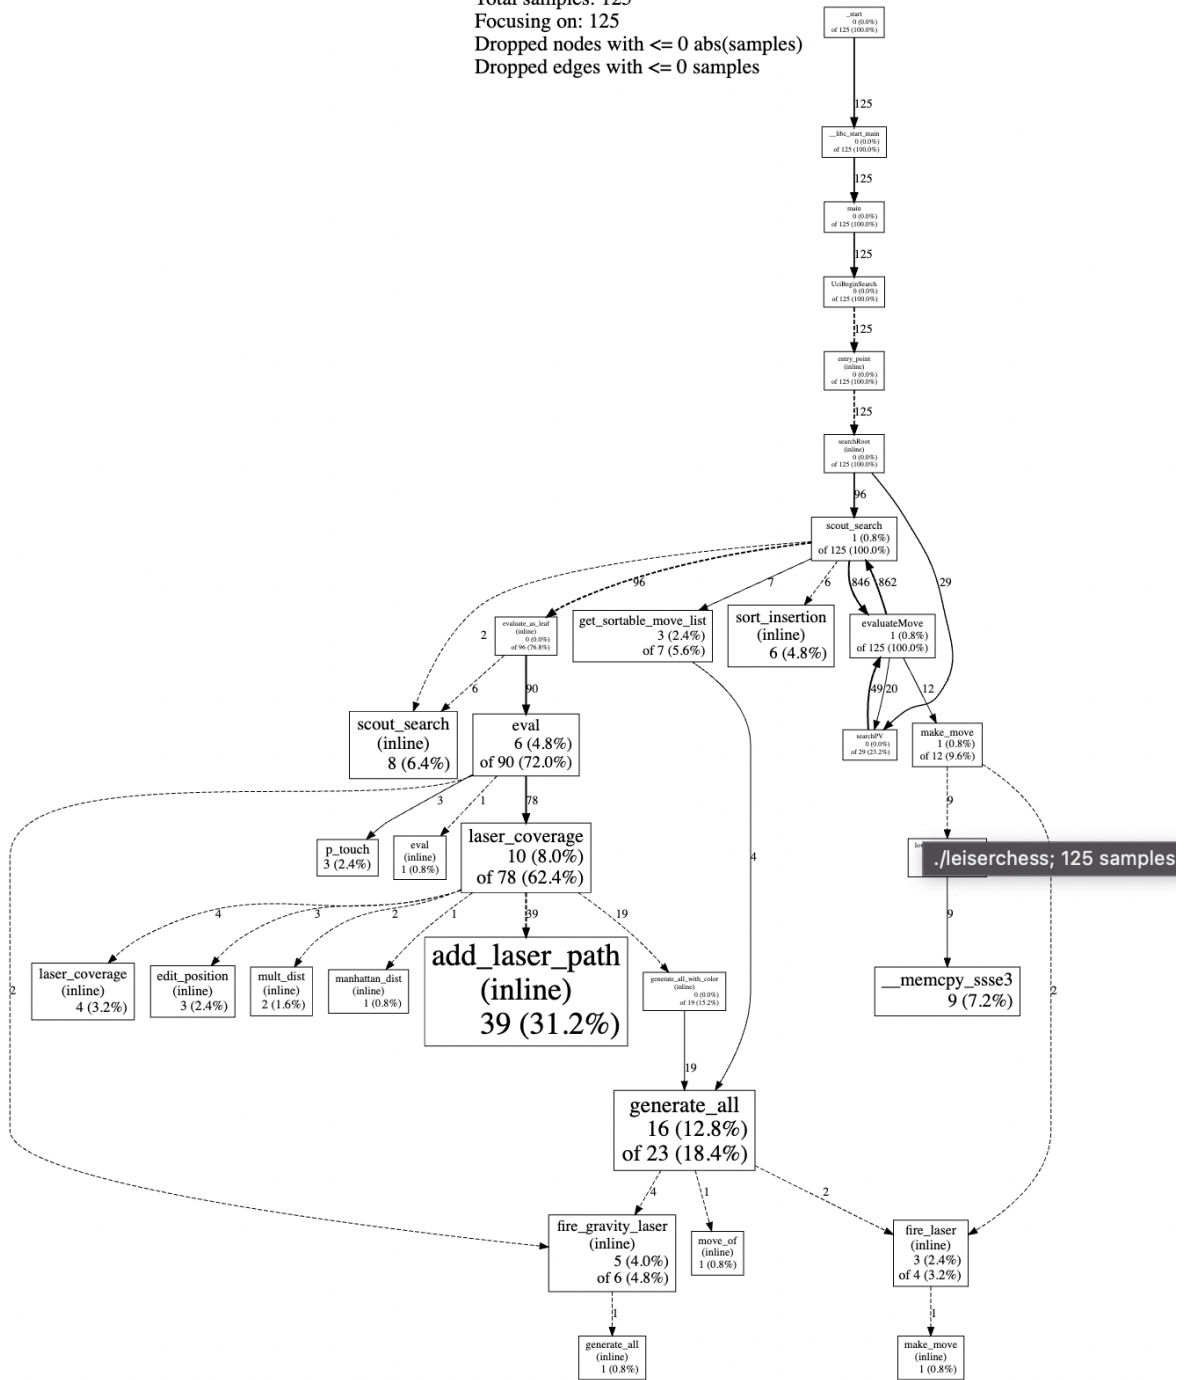 Total samples: 125
Focusing on: 125
Dropped nodes with <= 0 abs(samples)
Dropped edges with <= 0 samples
_start
0 (0.0%)
of 125 (100.0%)
125
__libc_start_main
0 (0.0%)
of 125 (100.0%)
125
main
0 (0.0%)
of 125 (100.0%)
125
UciBeginSearch
0 (0.0%)
of 125 (100.0%)
125
entry_point
(inline)
0 (0.0%)
of 125 (100.0%)
125
searchRoot
(inline)
0 (0.0%)
of 125 (100.0%)
96
scout_search
1 (0.8%)
of 125 (100.0%)
96
7
6
846
862
29
2
evaluate_as_leaf
(inline)
0 (0.0%)
of 96 (76.8%)
get_sortable_move_list
3 (2.4%)
of 7 (5.6%)
sort_insertion
(inline)
6 (4.8%)
evaluateMove
1 (0.8%)
of 125 (100.0%)
6
90
49
20
12
scout_search
(inline)
8 (6.4%)
eval
6 (4.8%)
of 90 (72.0%)
searchPV
0 (0.0%)
of 29 (23.2%)
make_move
1 (0.8%)
of 12 (9.6%)
3
1
78
9
p_touch
3 (2.4%)
eval
(inline)
1 (0.8%)
laser_coverage
10 (8.0%)
of 78 (62.4%)
4
./leiserchess; 125 samples
4
3
2
1
39
19
9
laser_coverage
(inline)
4 (3.2%)
edit_position
(inline)
3 (2.4%)
mult_dist
(inline)
2 (1.6%)
manhattan_dist
(inline)
1 (0.8%)
add_laser_path
(inline)
39 (31.2%)
generate_all_with_color
(inline)
0 (0.0%)
of 19 (15.2%)
__memcpy_ssse3
9 (7.2%)
2
2
19
generate_all
16 (12.8%)
of 23 (18.4%)
4
1
2
fire_gravity_laser
(inline)
5 (4.0%)
of 6 (4.8%)
move_of
(inline)
1 (0.8%)
fire_laser
(inline)
3 (2.4%)
of 4 (3.2%)
1
1
generate_all
(inline)
1 (0.8%)
make_move
(inline)
1 (0.8%)